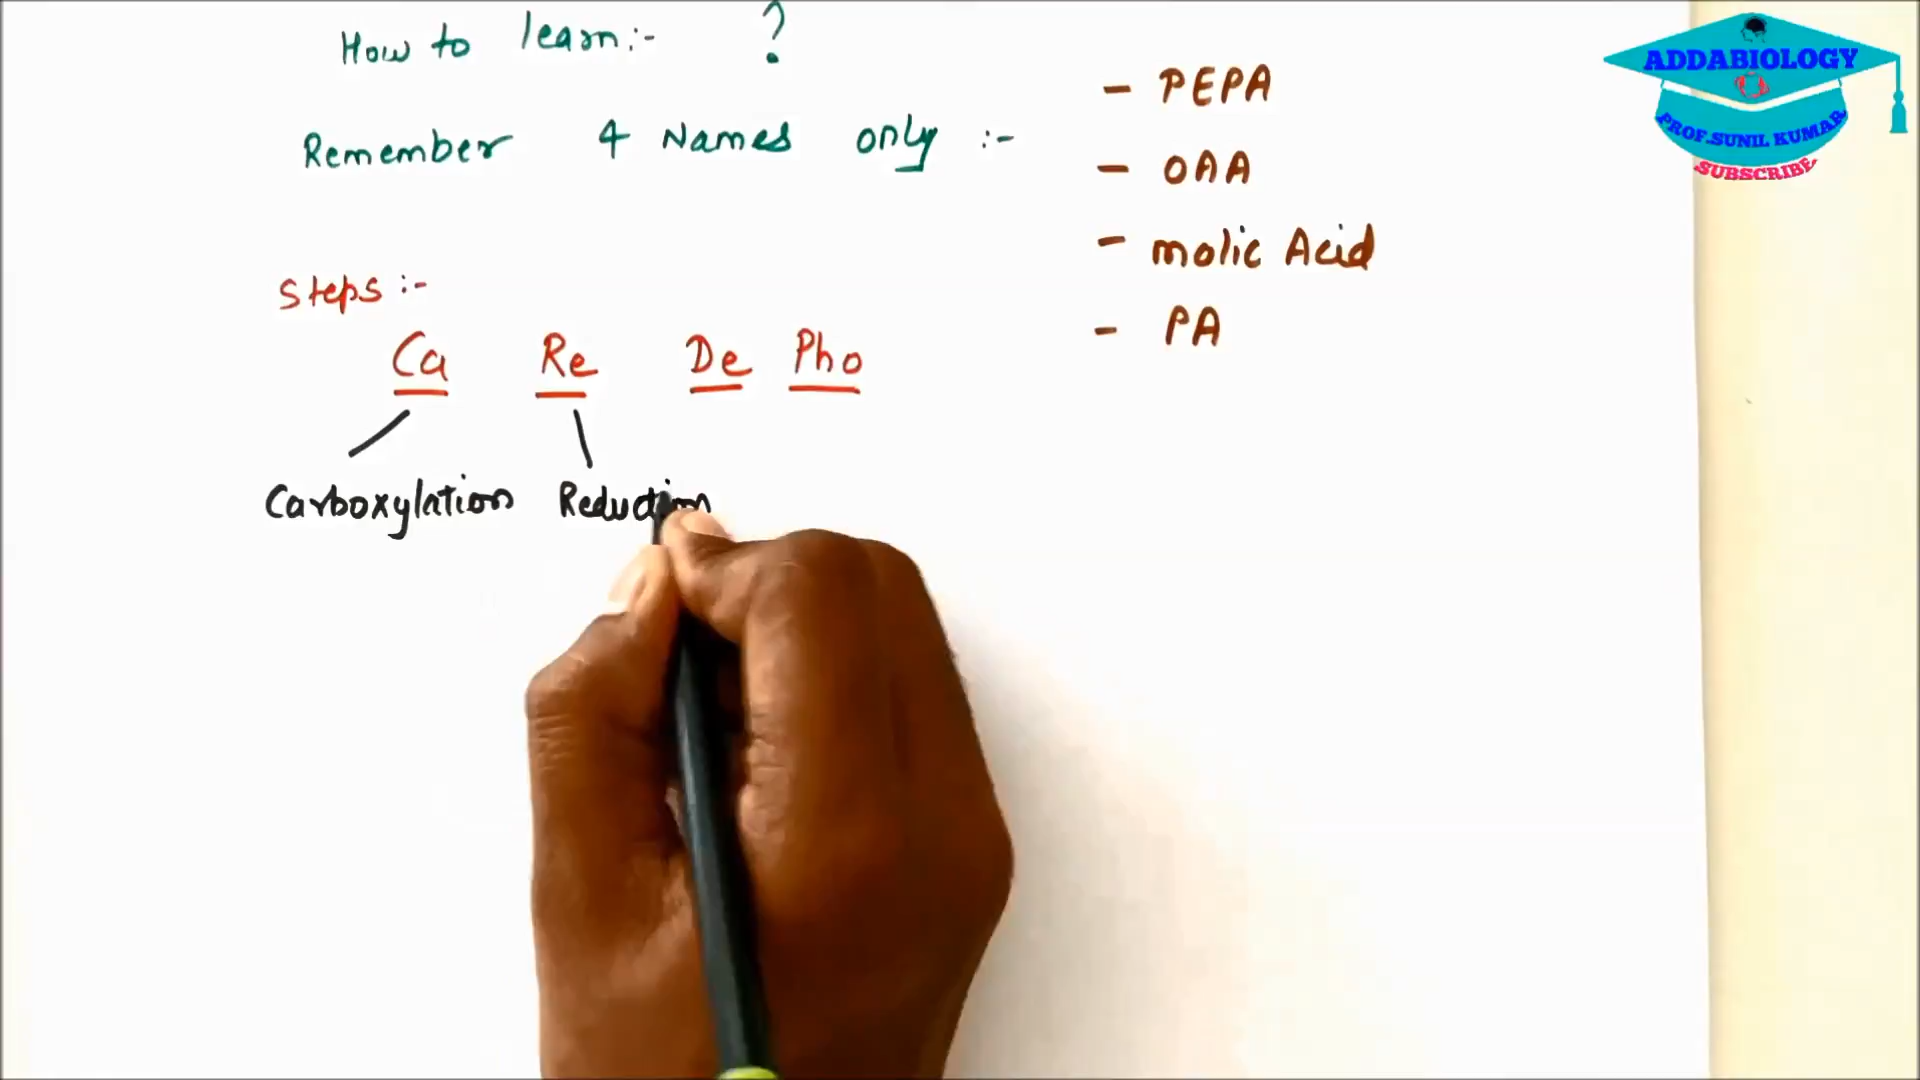 How to learn:- ?
Remember 4 Names only :-
- PEPA
- OAA
- molic Acid
- PA
Steps :-
Ca Re De Pho
Carboxylation Reduction
ADDABIOLOGY
PROF.SUNIL KUMAR
SUBSCRIBE